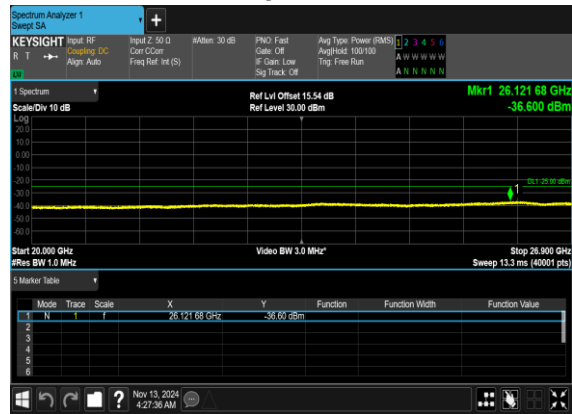 Spectrum Analyzer 1
Swept SA
+
KEYSIGHT Input: RF Input Z: 50 Ω #Atten: 30 dB PNO: Fast Avg Type: Power (RMS) 1 2 3 4 5 6
R T Coupling: DC Corr CCorr Gate: Off Avg|Hold: 100/100 A W W W W W
Align: Auto Freq Ref: Int (S) IF Gain: Low Trig: Free Run
LW Sig Track: Off A N N N N N
1 Spectrum Ref Lvl Offset 15.54 dB Mkr1 26.121 68 GHz
Scale/Div 10 dB Ref Level 30.00 dBm -36.600 dBm
Log
20.0
10.0
0.00
-10.0
-20.0
DL1 -25.00 dBm
1
-30.0
-40.0
-50.0
-60.0
Start 20.000 GHz Video BW 3.0 MHz* Stop 26.900 GHz
#Res BW 1.0 MHz Sweep 13.3 ms (40001 pts)
5 Marker Table
Mode Trace Scale X Y Function Function Width Function Value
1 N 1 f 26.121 68 GHz -36.60 dBm
2
3
4
5
6
? Nov 13, 2024
4:27:36 AM